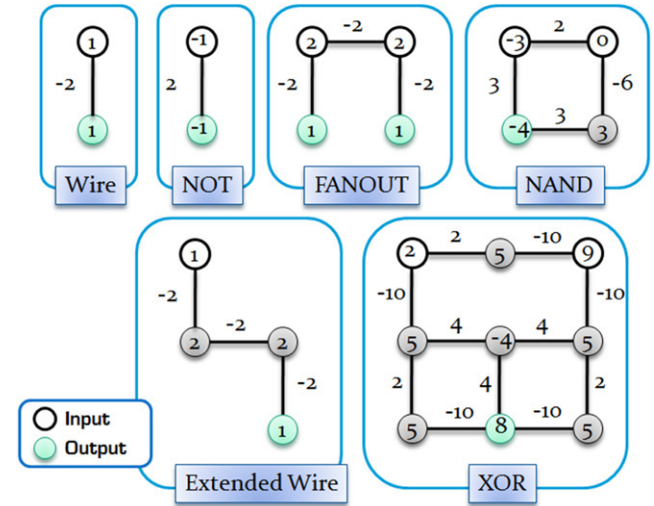 1 -1 2 -2 2 -3 2 0
-2 2 -2 -2 3 -6
1 -1 1 1 -4 3 3
Wire NOT FANOUT NAND
1 2 2 5 -10 9
-2 -10 -10
2 -2 2 5 4 -4 4 5
-2 2 4 2
1 5 -10 8 -10 5
Input
Output
Extended Wire XOR